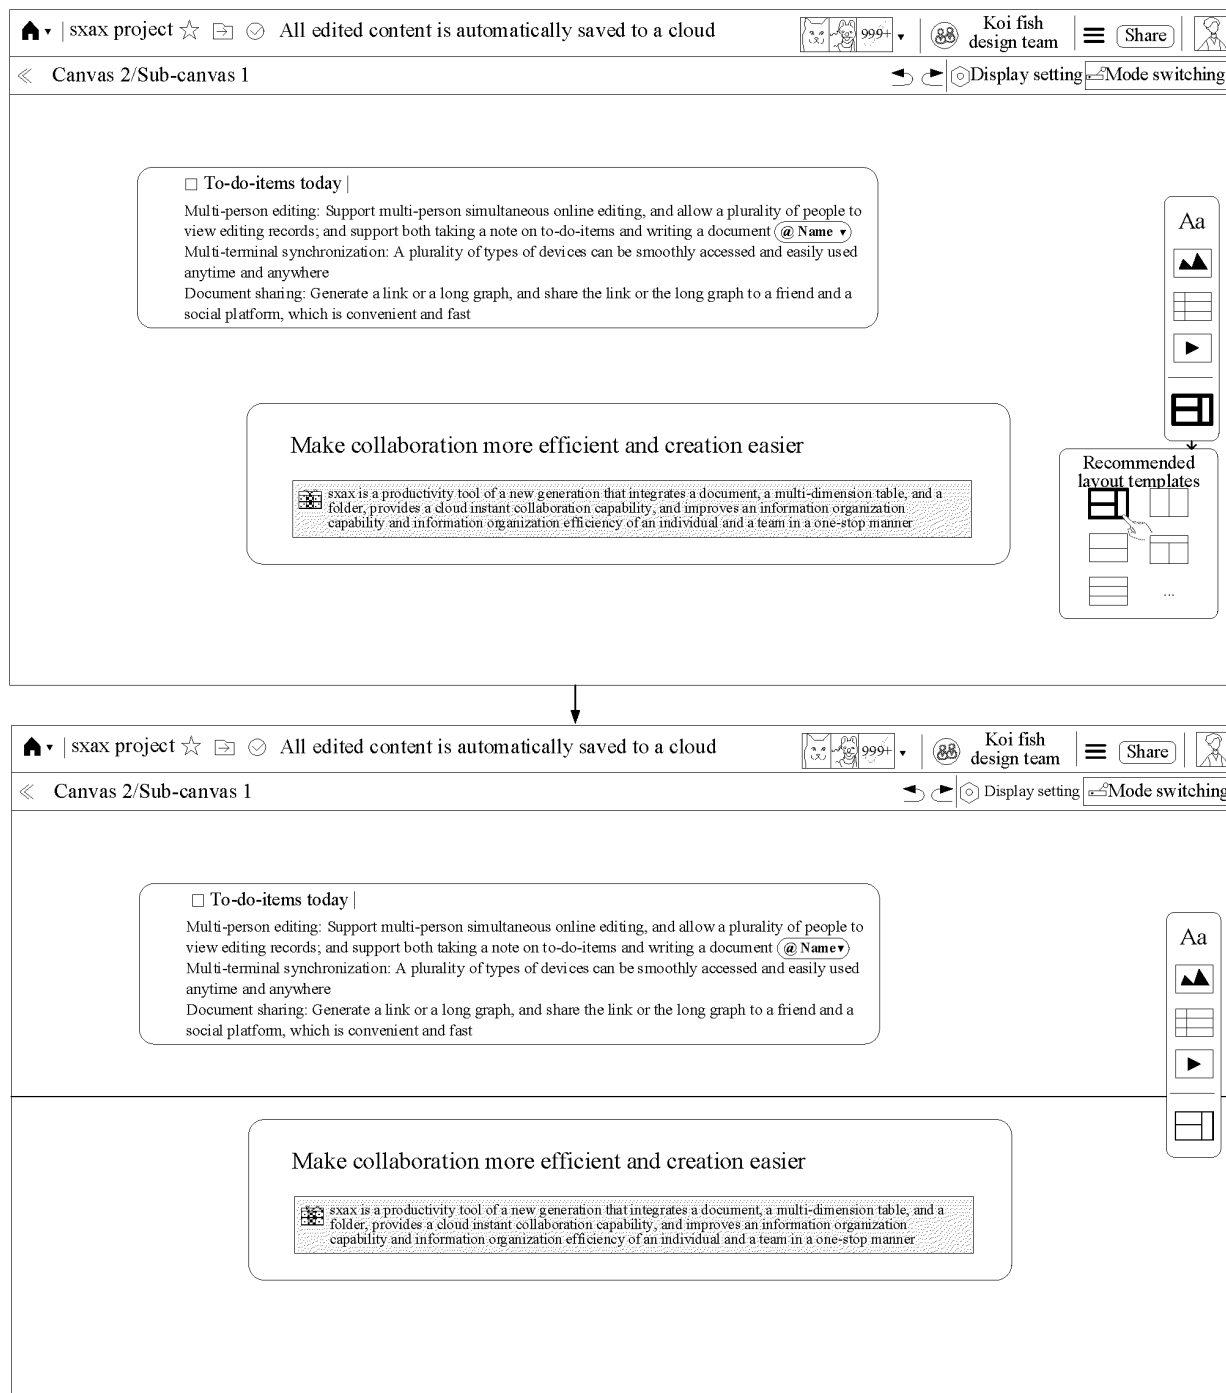 sxax project All edited content is automatically saved to a cloud 999+ Koi fish design team Share
Canvas 2/Sub-canvas 1 Display setting Mode switching
To-do-items today
Multi-person editing: Support multi-person simultaneous online editing, and allow a plurality of people to
view editing records; and support both taking a note on to-do-items and writing a document @ Name
Multi-terminal synchronization: A plurality of types of devices can be smoothly accessed and easily used
anytime and anywhere
Document sharing: Generate a link or a long graph, and share the link or the long graph to a friend and a
social platform, which is convenient and fast
Aa
Make collaboration more efficient and creation easier
sxax is a productivity tool of a new generation that integrates a document, a multi-dimension table, and a
folder, provides a cloud instant collaboration capability, and improves an information organization
capability and information organization efficiency of an individual and a team in a one-stop manner
Recommended
layout templates
...
sxax project All edited content is automatically saved to a cloud 999+ Koi fish design team Share
Canvas 2/Sub-canvas 1 Display setting Mode switching
To-do-items today
Multi-person editing: Support multi-person simultaneous online editing, and allow a plurality of people to
view editing records; and support both taking a note on to-do-items and writing a document @ Name
Multi-terminal synchronization: A plurality of types of devices can be smoothly accessed and easily used
anytime and anywhere
Document sharing: Generate a link or a long graph, and share the link or the long graph to a friend and a
social platform, which is convenient and fast
Aa
Make collaboration more efficient and creation easier
sxax is a productivity tool of a new generation that integrates a document, a multi-dimension table, and a
folder, provides a cloud instant collaboration capability, and improves an information organization
capability and information organization efficiency of an individual and a team in a one-stop manner